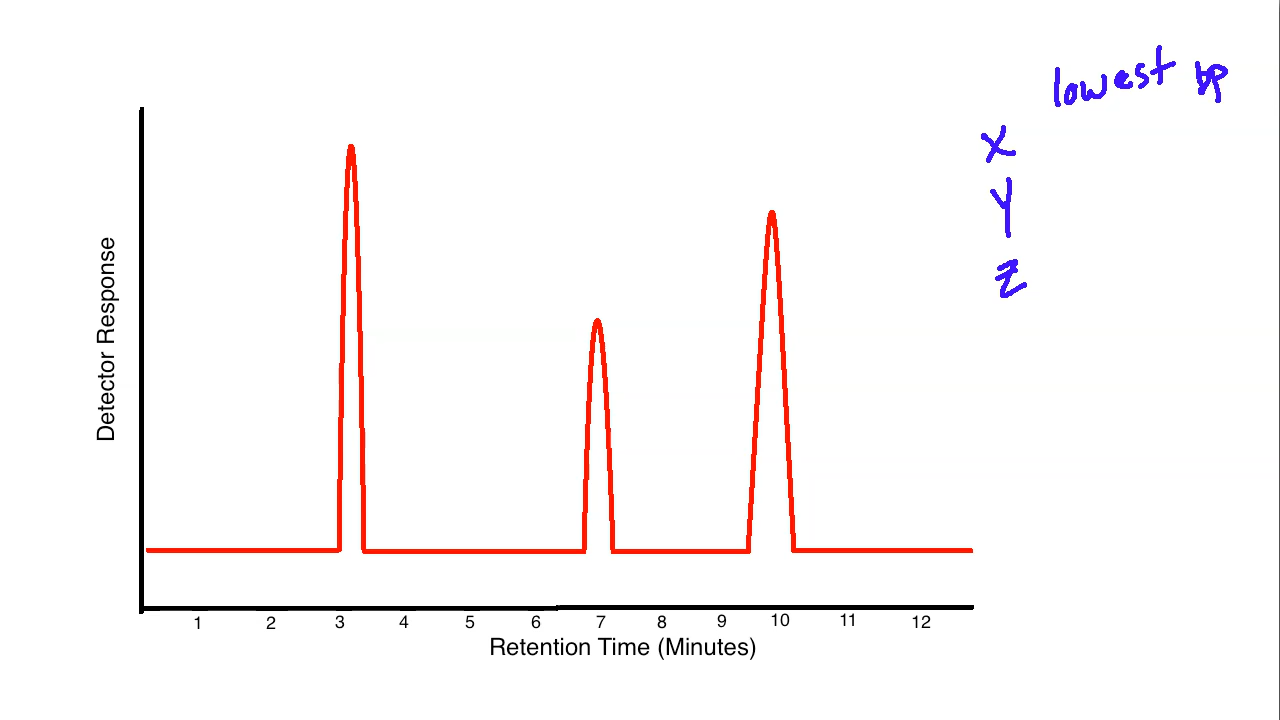 lowest bp
X
Y
Z
Detector Response
1 2 3 4 5 6 7 8 9 10 11 12
Retention Time (Minutes)